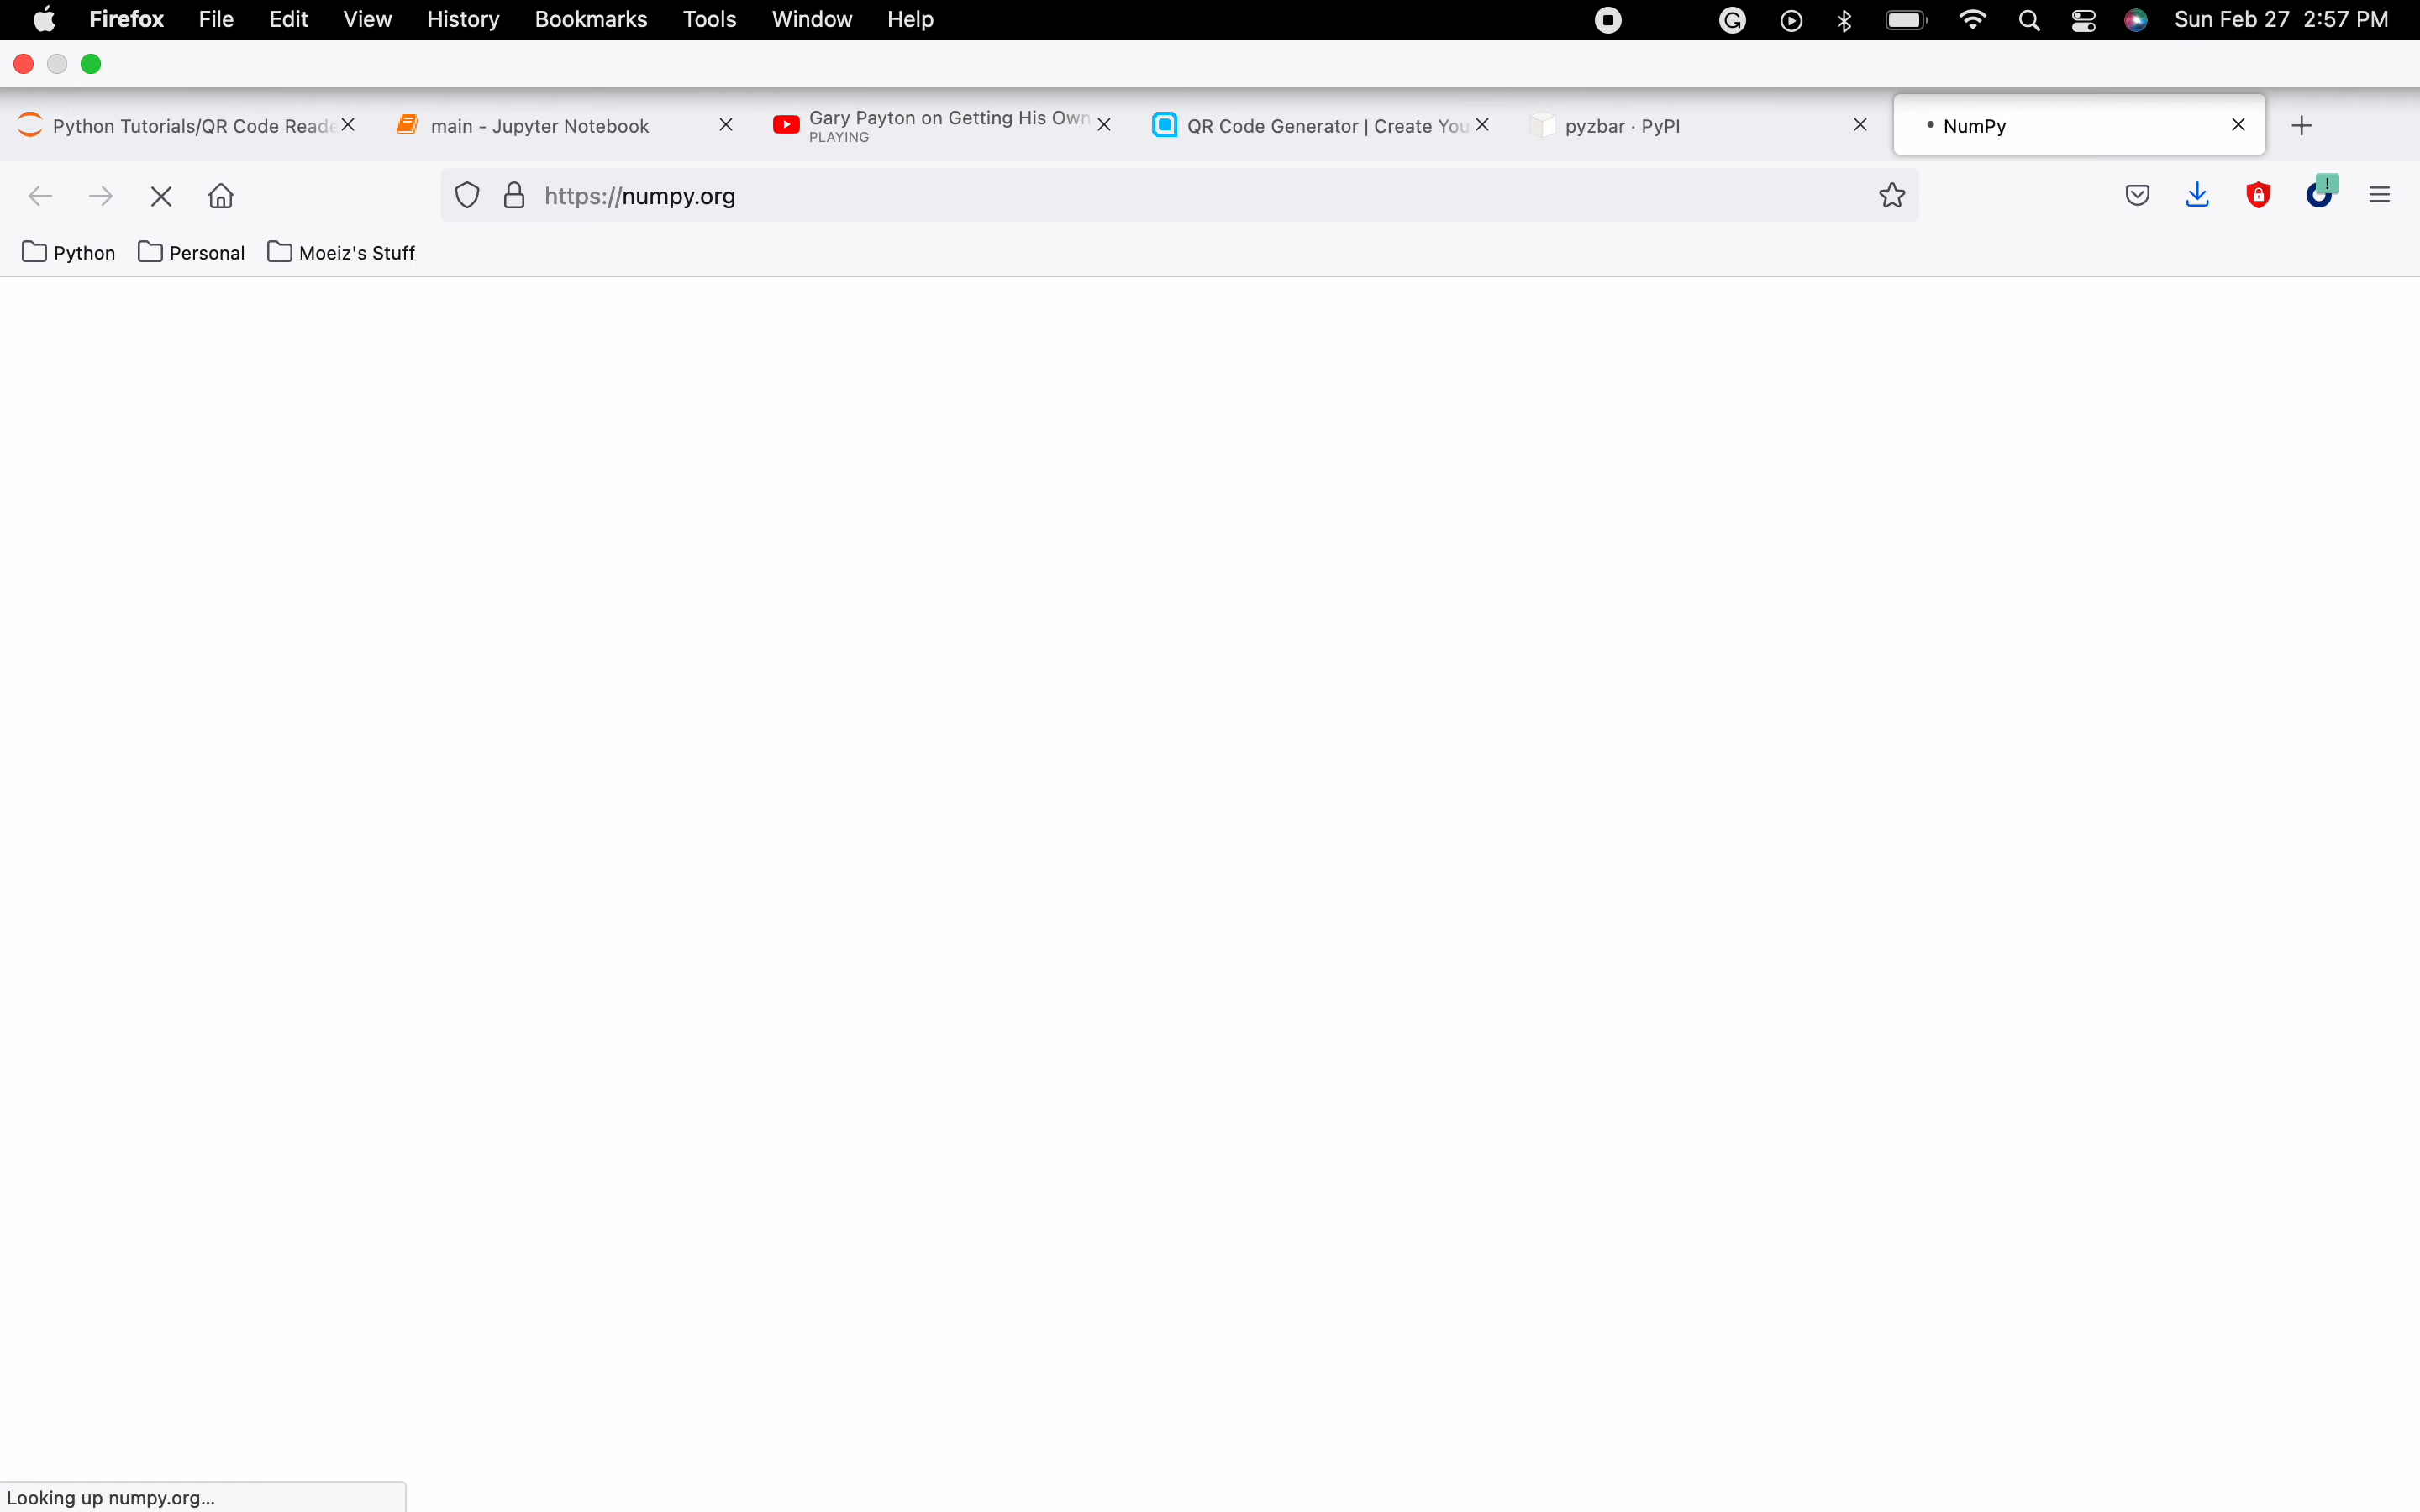 Firefox File Edit View History Bookmarks Tools Window Help Sun Feb 27 2:57 PM
Python Tutorials/QR Code Reade main - Jupyter Notebook Gary Payton on Getting His Own QR Code Generator | Create You pyzbar · PyPI • NumPy
PLAYING
https://numpy.org
Python Personal Moeiz's Stuff
Looking up numpy.org...